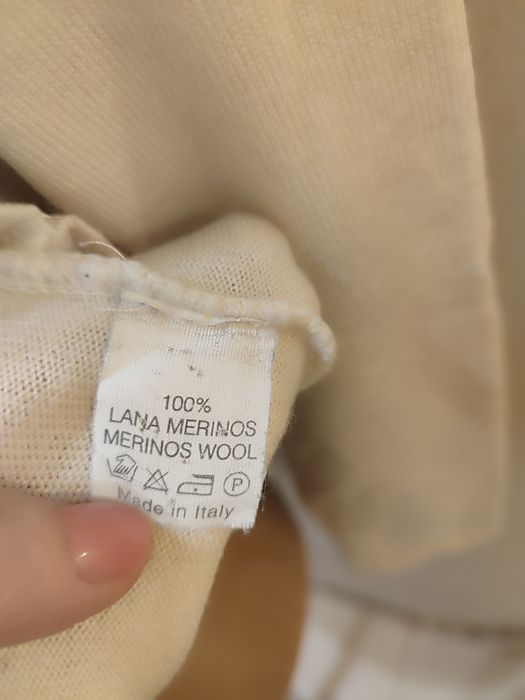 100%
LANA MERINOS
MERINOS WOOL
P
Made in Italy